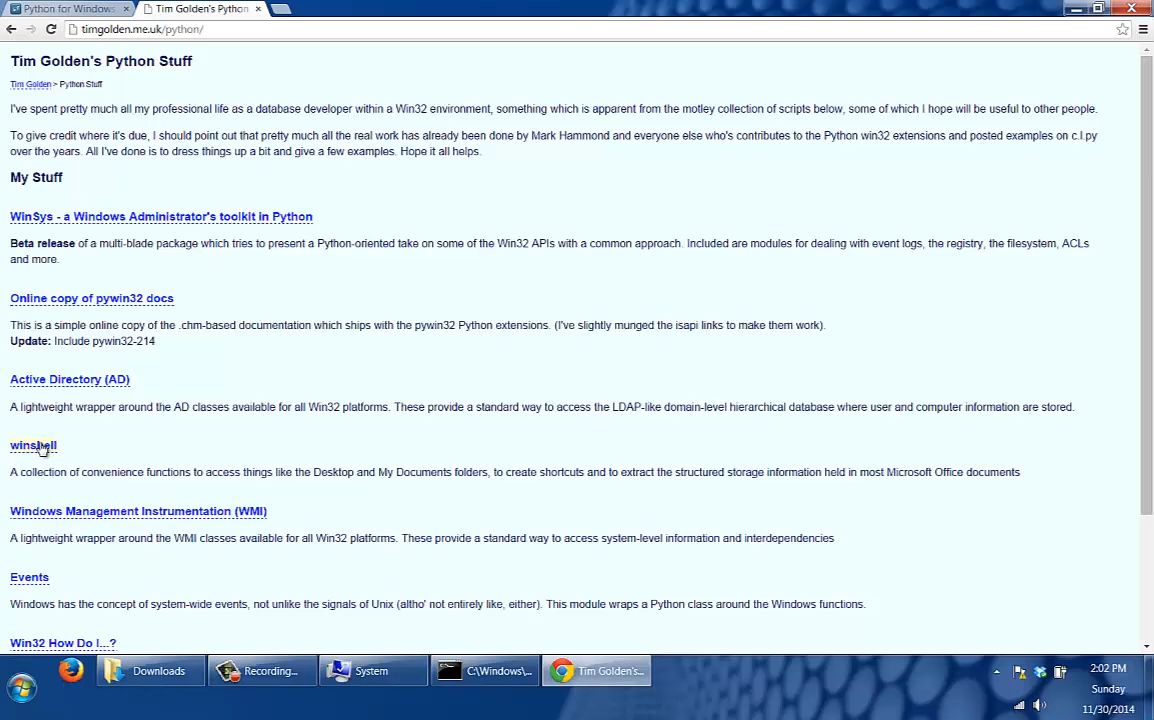 Python for Windows
Tim Golden's Python
timgolden.me.uk/python/
Tim Golden's Python Stuff
Tim Golden > Python Stuff
I've spent pretty much all my professional life as a database developer within a Win32 environment, something which is apparent from the motley collection of scripts below, some of which I hope will be useful to other people.
To give credit where it's due, I should point out that pretty much all the real work has already been done by Mark Hammond and everyone else who's contributes to the Python win32 extensions and posted examples on c.l.py
over the years. All I've done is to dress things up a bit and give a few examples. Hope it all helps.
My Stuff
WinSys - a Windows Administrator's toolkit in Python
Beta release of a multi-blade package which tries to present a Python-oriented take on some of the Win32 APIs with a common approach. Included are modules for dealing with event logs, the registry, the filesystem, ACLs
and more.
Online copy of pywin32 docs
This is a simple online copy of the .chm-based documentation which ships with the pywin32 Python extensions. (I've slightly munged the isapi links to make them work).
Update: Include pywin32-214
Active Directory (AD)
A lightweight wrapper around the AD classes available for all Win32 platforms. These provide a standard way to access the LDAP-like domain-level hierarchical database where user and computer information are stored.
winshell
A collection of convenience functions to access things like the Desktop and My Documents folders, to create shortcuts and to extract the structured storage information held in most Microsoft Office documents
Windows Management Instrumentation (WMI)
A lightweight wrapper around the WMI classes available for all Win32 platforms. These provide a standard way to access system-level information and interdependencies
Events
Windows has the concept of system-wide events, not unlike the signals of Unix (altho' not entirely like, either). This module wraps a Python class around the Windows functions.
Win32 How Do I...?
Downloads
Recording...
System
C:\Windows\...
Tim Golden's...
2:02 PM
Sunday
11/30/2014